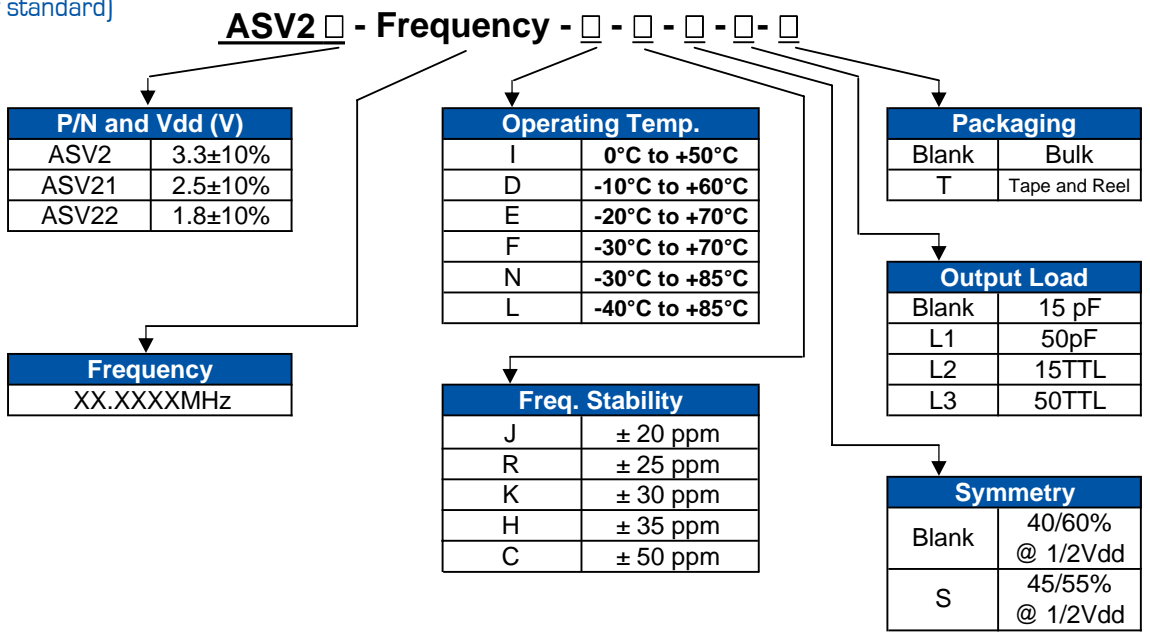 standard)
ASV2 □ - Frequency - □ - □ - □ - □ - □
P/N and Vdd (V)
ASV2 3.3±10%
ASV21 2.5±10%
ASV22 1.8±10%
Frequency
XX.XXXXMHz
Operating Temp.
I 0°C to +50°C
D -10°C to +60°C
E -20°C to +70°C
F -30°C to +70°C
N -30°C to +85°C
L -40°C to +85°C
Freq. Stability
J ± 20 ppm
R ± 25 ppm
K ± 30 ppm
H ± 35 ppm
C ± 50 ppm
Packaging
Blank Bulk
T Tape and Reel
Output Load
Blank 15 pF
L1 50pF
L2 15TTL
L3 50TTL
Symmetry
Blank 40/60%
@ 1/2Vdd
S 45/55%
@ 1/2Vdd